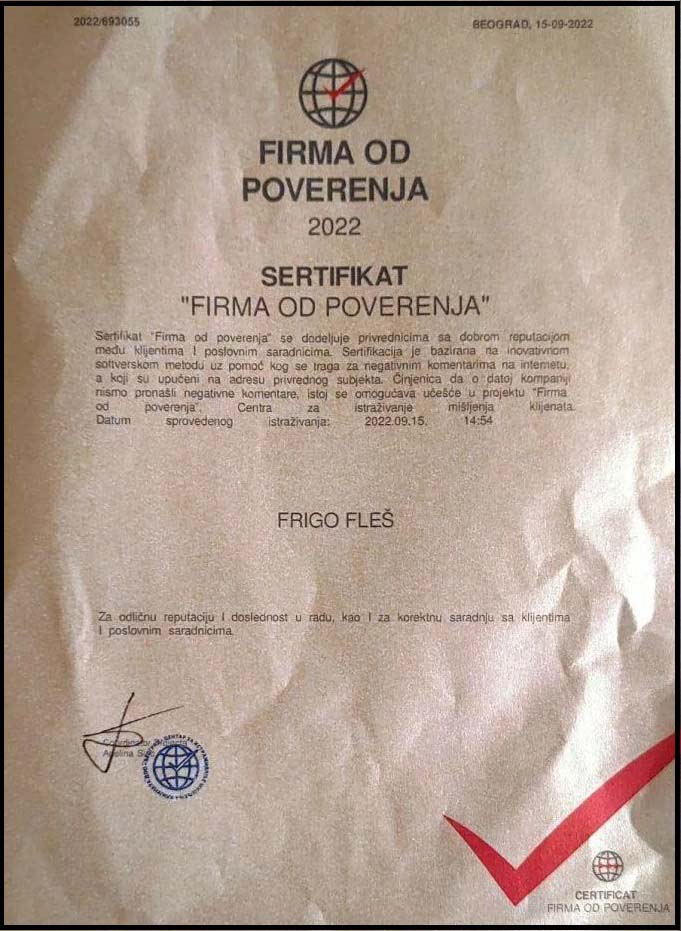 2022/693055
BEOGRAD, 15-09-2022
FIRMA OD
POVERENJA
2022
SERTIFIKAT
"FIRMA OD POVERENJA"
Sertifikat "Firma od poverenja" se dodeljuje privrednicima sa dobrom reputacijom
među klijentima I poslovnim saradnicima. Sertifikacija je bazirana na inovativnom
softverskom metodu uz pomoć kog se traga za negativnim komentarima na internetu,
a koji su upućeni na adresu privrednog subjekta. Činjenica da o datoj kompaniji
nismo pronašli negativne komentare, istoj se omogućava učešće u projektu "Firma
od poverenja", Centra za istraživanje mišljenja klijenata.
Datum sprovedenog istraživanja: 2022.09.15. 14:54
FRIGO FLEŠ
Za odličnu reputaciju I doslednost u radu, kao I za korektnu saradnju sa klijentima
I poslovnim saradnicima.
CERTIFICAT
FIRMA OD POVERENJA